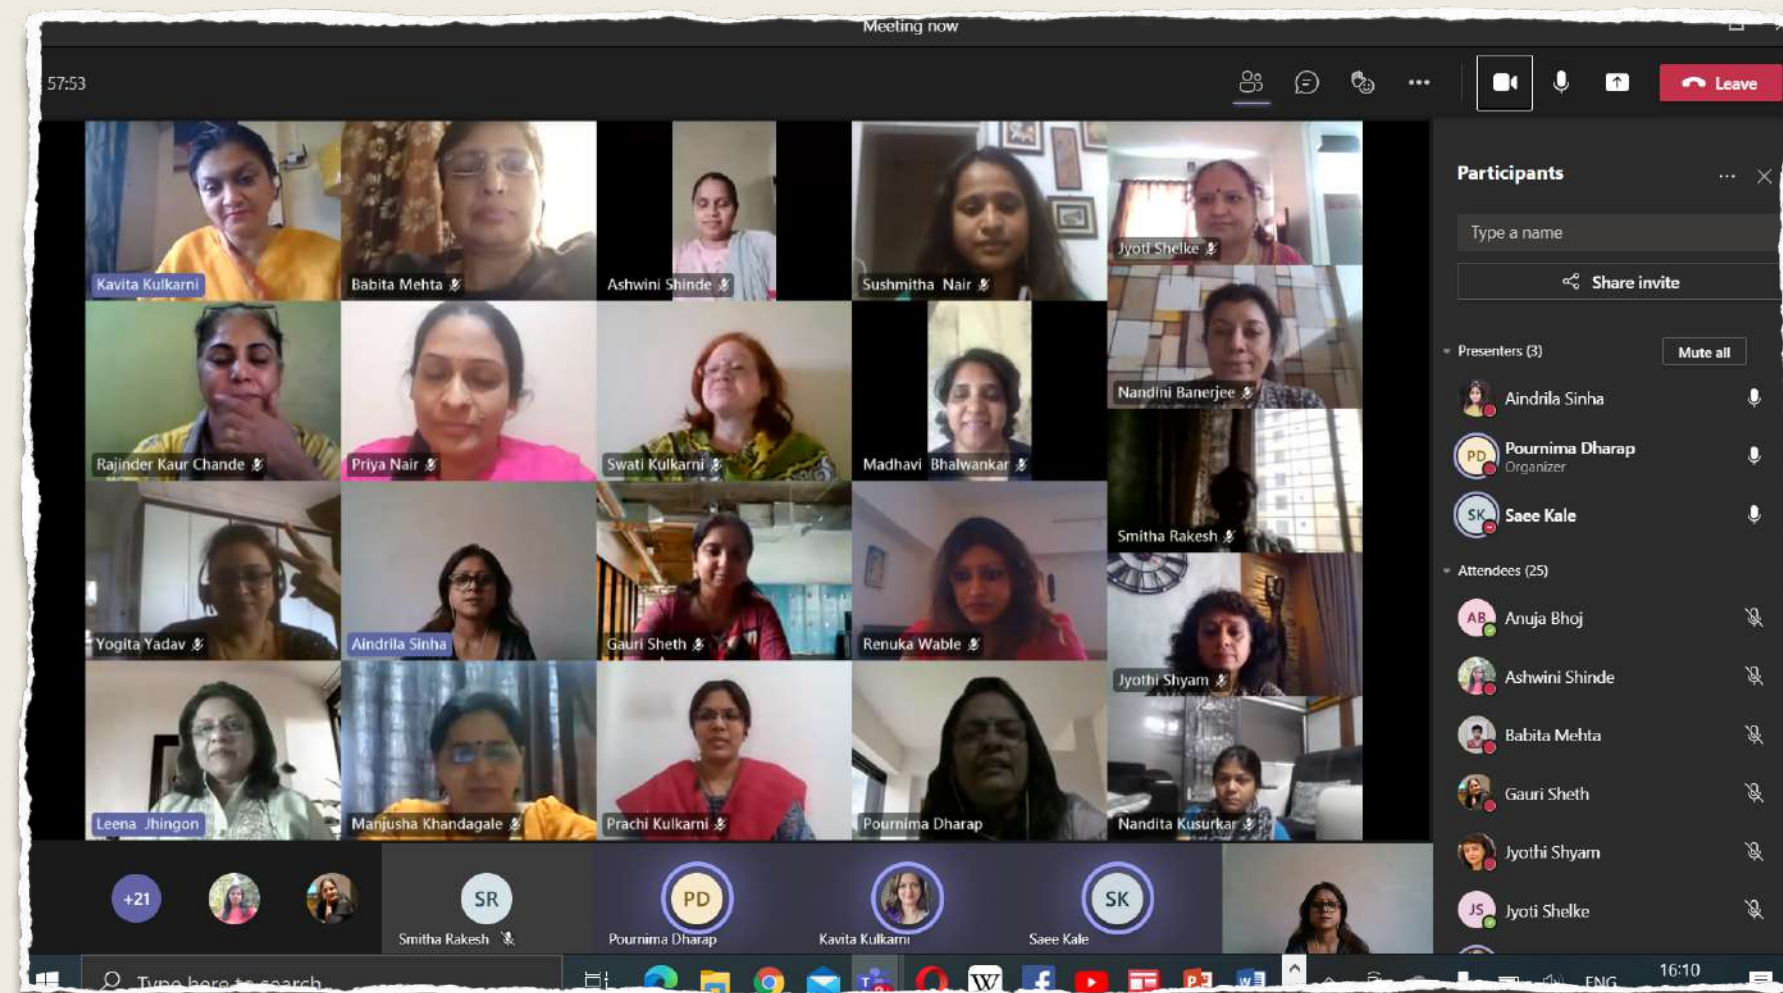 Meeting now
57:53
Leave
Kavita Kulkarni
Babita Mehta
Ashwini Shinde
Sushmitha Nair
Jyoti Shelke
Nandini Banerjee
Rajinder Kaur Chande
Priya Nair
Swati Kulkarni
Madhavi Bhalwankar
Smitha Rakesh
Yogita Yadav
Aindrila Sinha
Gauri Sheth
Renuka Wable
Jyothi Shyam
Leena Jhingon
Manjusha Khandagale
Prachi Kulkarni
Pournima Dharap
Nandita Kusurkar
+21
SR
Smitha Rakesh
PD
Pournima Dharap
Kavita Kulkarni
SK
Saee Kale
Participants
Type a name
Share invite
Presenters (3)
Mute all
Aindrila Sinha
PD
Pournima Dharap
Organizer
SK
Saee Kale
Attendees (25)
AB
Anuja Bhoj
Ashwini Shinde
Babita Mehta
Gauri Sheth
Jyothi Shyam
JS
Jyoti Shelke
Type here to search
W
ENG
16:10